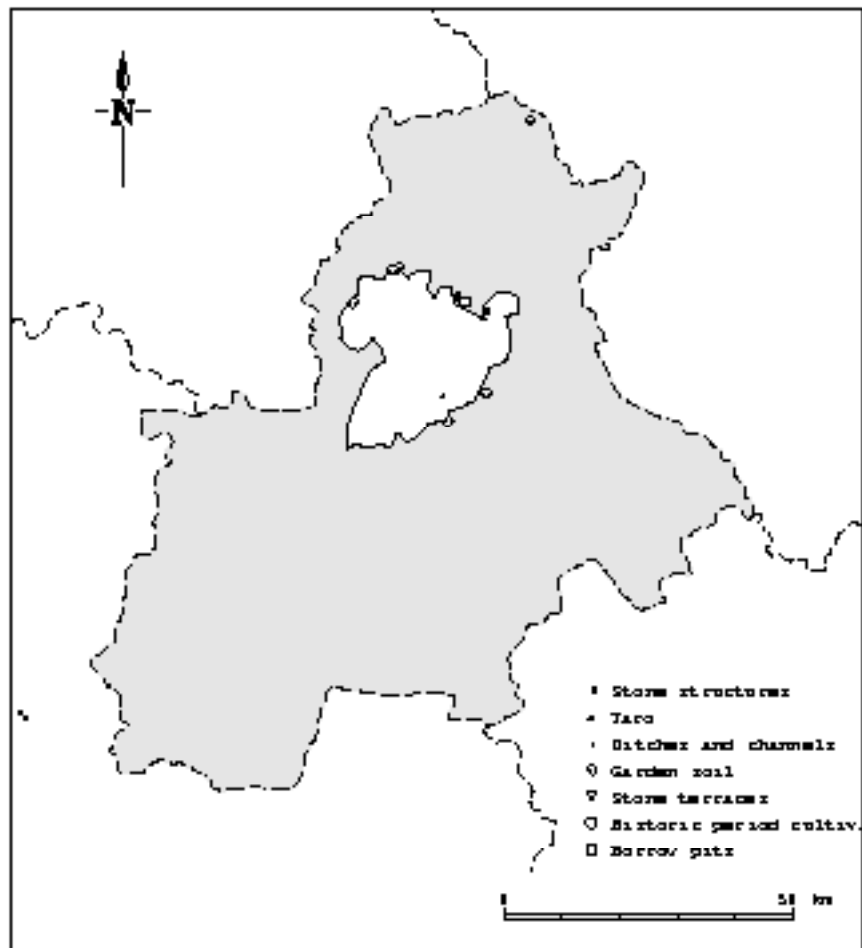 N
Stone structures
Taro
Ditches and channels
Garden soil
Stone terraces
Historic period cultiv.
Borrow pits
0 50 km